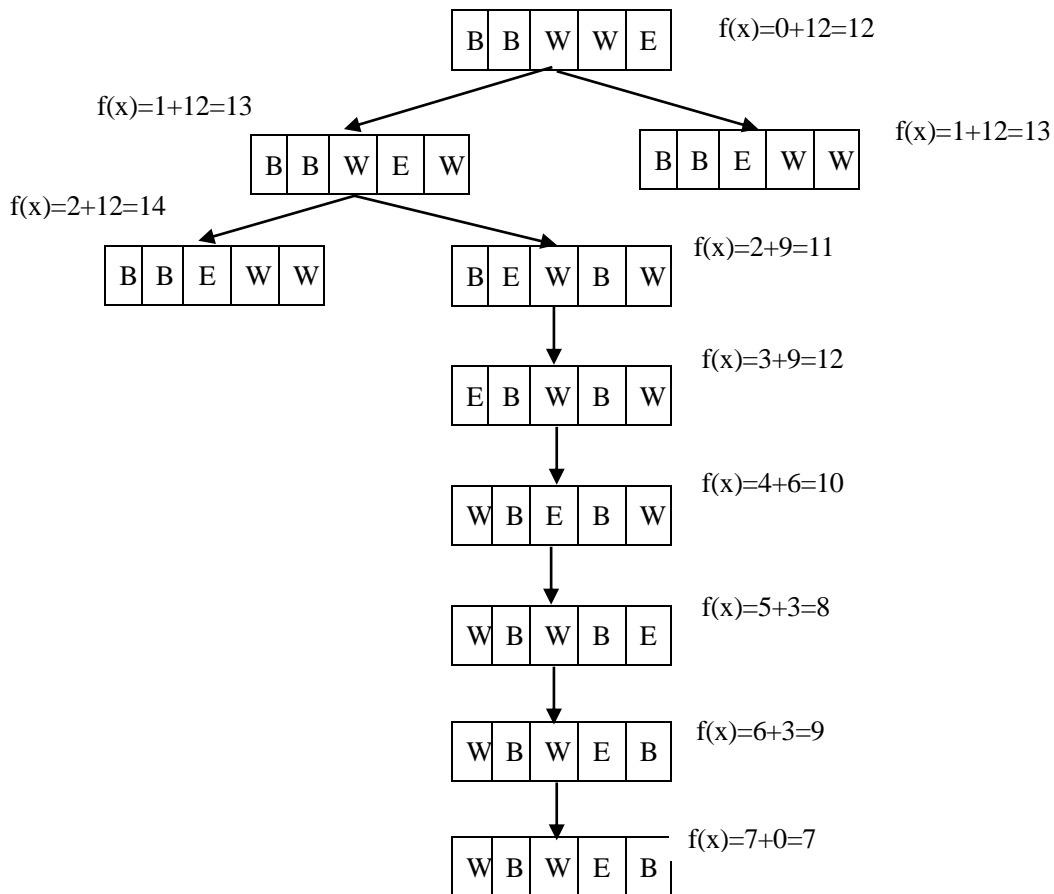 B B W W E f(x)=0+12=12
f(x)=1+12=13
B B W E W
B B E W W f(x)=1+12=13
f(x)=2+12=14
B B E W W
B E W B W f(x)=2+9=11
E B W B W f(x)=3+9=12
W B E B W f(x)=4+6=10
W B W B E f(x)=5+3=8
W B W E B f(x)=6+3=9
W B W E B f(x)=7+0=7